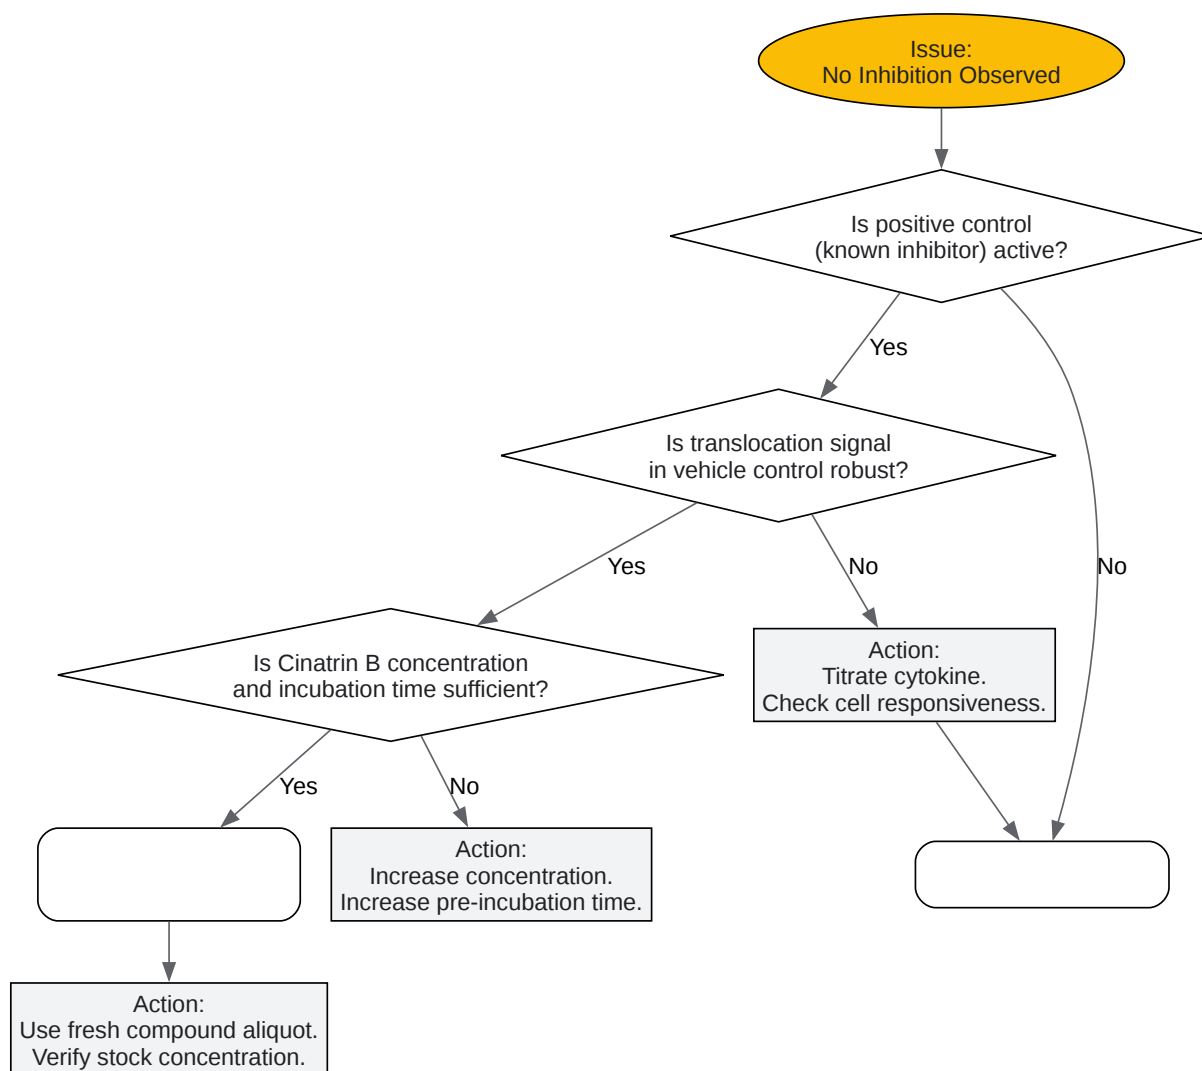 Issue:
No Inhibition Observed
Is positive control
(known inhibitor) active?
Yes
Is translocation signal
in vehicle control robust?
Yes
No
No
Is Cinatrin B concentration
and incubation time sufficient?
Action:
Titrate cytokine.
Check cell responsiveness.
Yes
No
Action:
Increase concentration.
Increase pre-incubation time.
Action:
Use fresh compound aliquot.
Verify stock concentration.